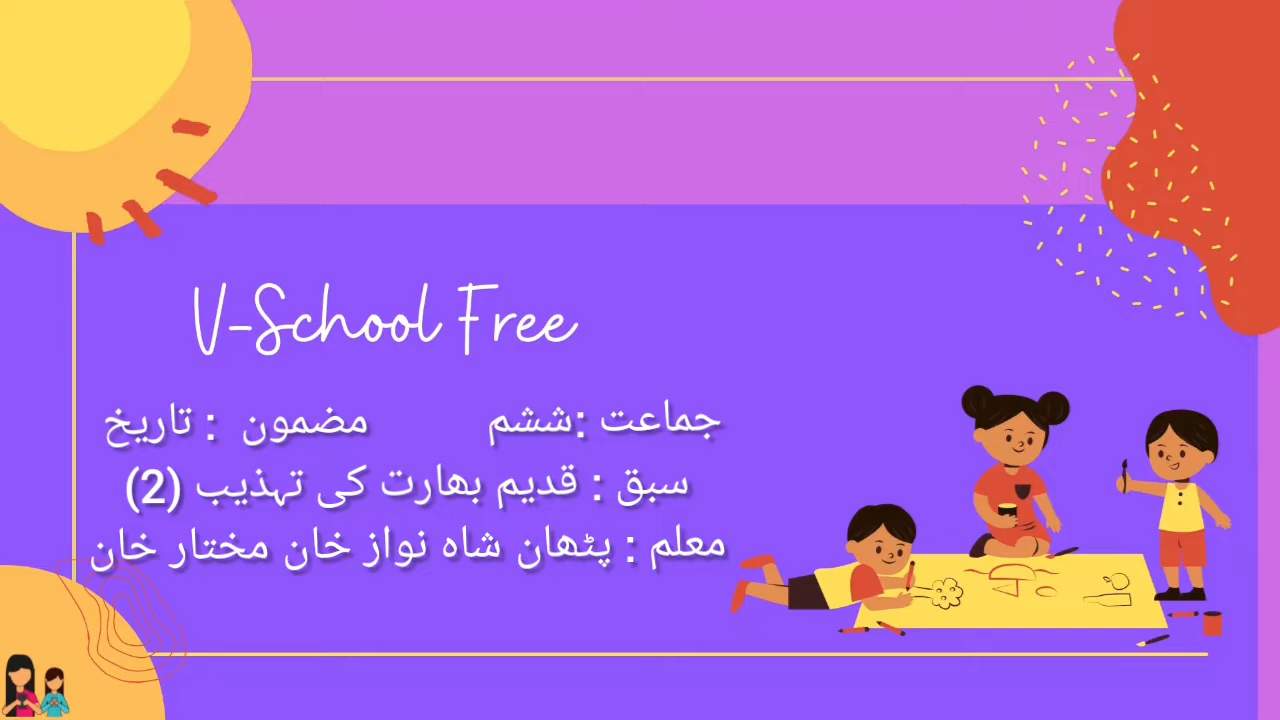 V-School Free
جماعت :ششم مضمون : تاریخ
سبق : قدیم بھارت کی تہذیب (2)
معلم : پٹھان شاہ نواز خان مختار خان